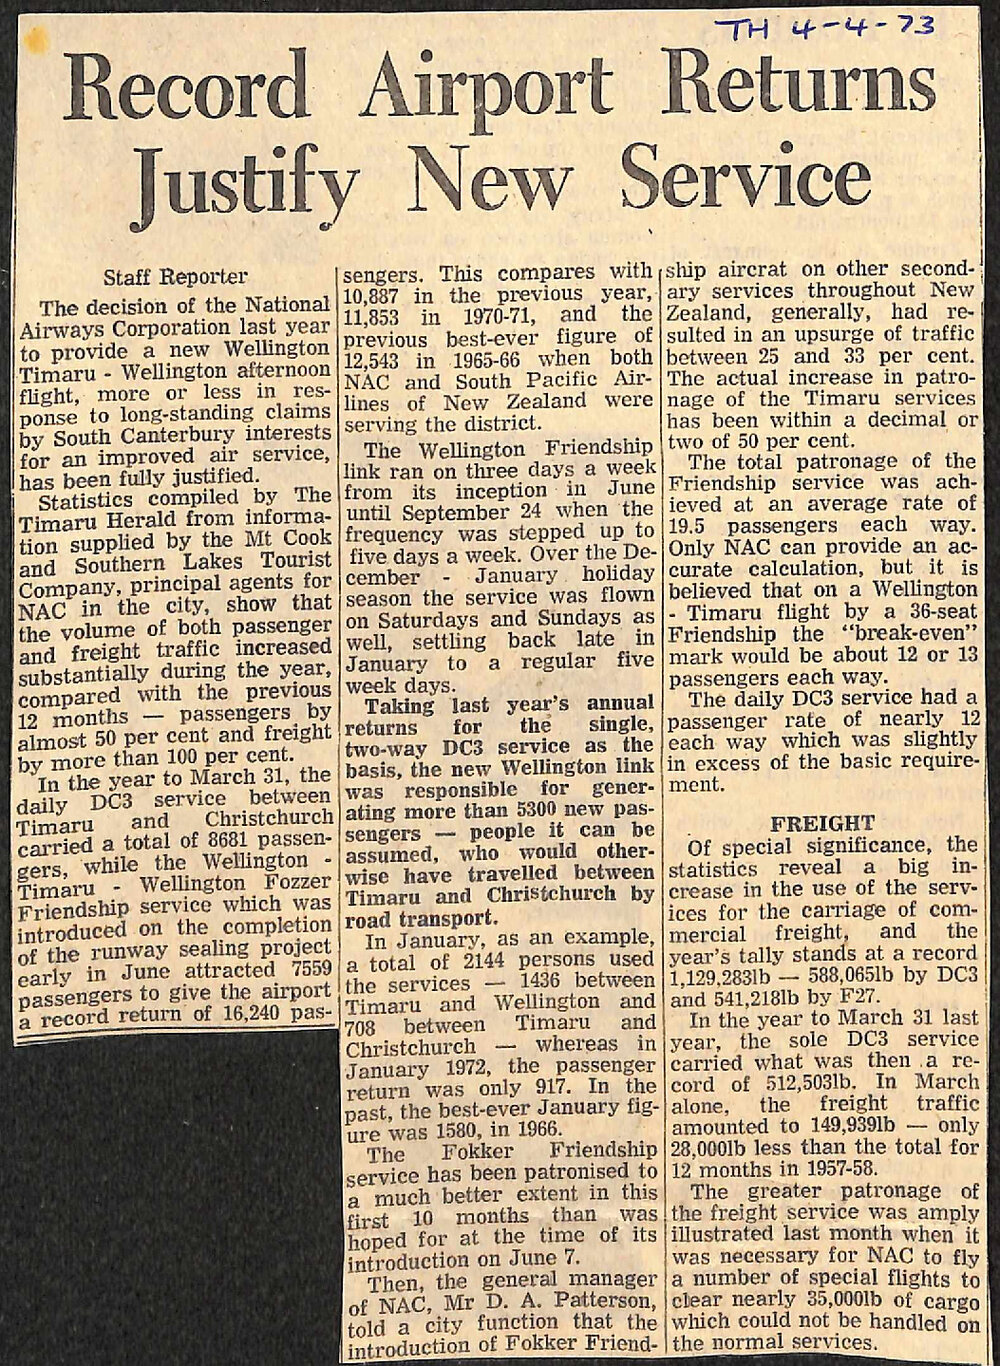 TH 4-4-73
Record Airport Returns
Justify New Service
Staff Reporter
The decision of the National
Airways Corporation last year
to provide a new Wellington
Timaru - Wellington afternoon
flight, more or less in res-
ponse to long-standing claims
by South Canterbury interests
for an improved air service,
has been fully justified.
Statistics compiled by The
Timaru Herald from informa-
tion supplied by the Mt Cook
and Southern Lakes Tourist
Company, principal agents for
NAC in the city, show that
the volume of both passenger
and freight traffic increased
substantially during the year,
compared with the previous
12 months — passengers by
almost 50 per cent and freight
by more than 100 per cent.
In the year to March 31, the
daily DC3 service between
Timaru and Christchurch
carried a total of 8681 passen-
gers, while the Wellington -
Timaru - Wellington Fozzer
Friendship service which was
introduced on the completion
of the runway sealing project
early in June attracted 7559
passengers to give the airport
a record return of 16,240 pas-
sengers. This compares with
10,887 in the previous year,
11,853 in 1970-71, and the
previous best-ever figure of
12,543 in 1965-66 when both
NAC and South Pacific Air-
lines of New Zealand were
serving the district.
The Wellington Friendship
link ran on three days a week
from its inception in June
until September 24 when the
frequency was stepped up to
five days a week. Over the De-
cember - January holiday
season the service was flown
on Saturdays and Sundays as
well, settling back late in
January to a regular five
week days.
Taking last year's annual
returns for the single,
two-way DC3 service as the
basis, the new Wellington link
was responsible for gener-
ating more than 5300 new pas-
sengers — people it can be
assumed, who would other-
wise have travelled between
Timaru and Christchurch by
road transport.
In January, as an example,
a total of 2144 persons used
the services — 1436 between
Timaru and Wellington and
708 between Timaru and
Christchurch — whereas in
January 1972, the passenger
return was only 917. In the
past, the best-ever January fig-
ure was 1580, in 1966.
The Fokker Friendship
service has been patronised to
a much better extent in this
first 10 months than was
hoped for at the time of its
introduction on June 7.
Then, the general manager
of NAC, Mr D. A. Patterson,
told a city function that the
introduction of Fokker Friend-
ship aircrat on other second-
ary services throughout New
Zealand, generally, had re-
sulted in an upsurge of traffic
between 25 and 33 per cent.
The actual increase in patro-
nage of the Timaru services
has been within a decimal or
two of 50 per cent.
The total patronage of the
Friendship service was ach-
ieved at an average rate of
19.5 passengers each way.
Only NAC can provide an ac-
curate calculation, but it is
believed that on a Wellington
- Timaru flight by a 36-seat
Friendship the "break-even"
mark would be about 12 or 13
passengers each way.
The daily DC3 service had a
passenger rate of nearly 12
each way which was slightly
in excess of the basic require-
ment.
FREIGHT
Of special significance, the
statistics reveal a big in-
crease in the use of the serv-
ices for the carriage of com-
mercial freight, and the
year's tally stands at a record
1,129,283lb — 588,065lb by DC3
and 541,218lb by F27.
In the year to March 31 last
year, the sole DC3 service
carried what was then a re-
cord of 512,503lb. In March
alone, the freight traffic
amounted to 149,939lb — only
28,000lb less than the total for
12 months in 1957-58.
The greater patronage of
the freight service was amply
illustrated last month when it
was necessary for NAC to fly
a number of special flights to
clear nearly 35,000lb of cargo
which could not be handled on
the normal services.